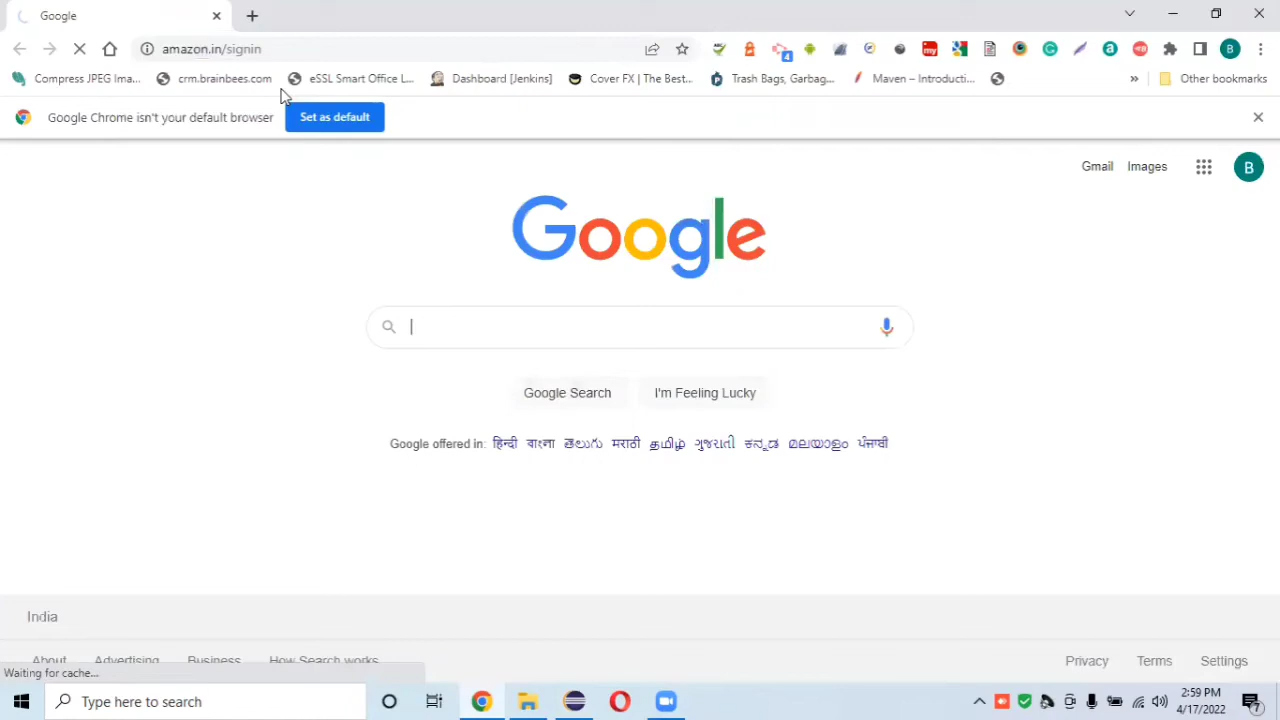 Google
amazon.in/signin
4
B
Compress JPEG Ima...
crm.brainbees.com
eSSL Smart Office L...
Dashboard [Jenkins]
Cover FX | The Best...
Trash Bags, Garbag...
Maven – Introducti...
»
Other bookmarks
Google Chrome isn't your default browser
Set as default
Gmail
Images
B
Google
Google Search
I'm Feeling Lucky
Google offered in: हिन्दी বাংলা తెలుగు मराठी தமிழ் ગુજરાતી ಕನ್ನಡ മലയാളം ਪੰਜਾਬੀ
India
About
Advertising
Business
How Search works
Privacy
Terms
Settings
Waiting for cache...
Type here to search
2:59 PM
4/17/2022
7